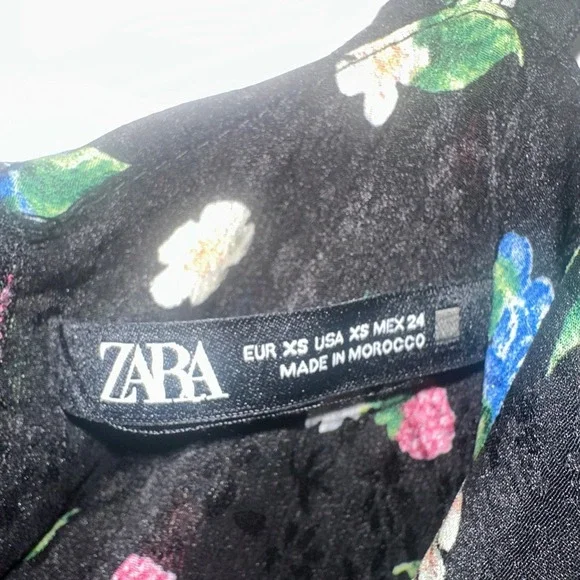 ZARA
EUR XS USA XS MEX 24
MADE IN MOROCCO